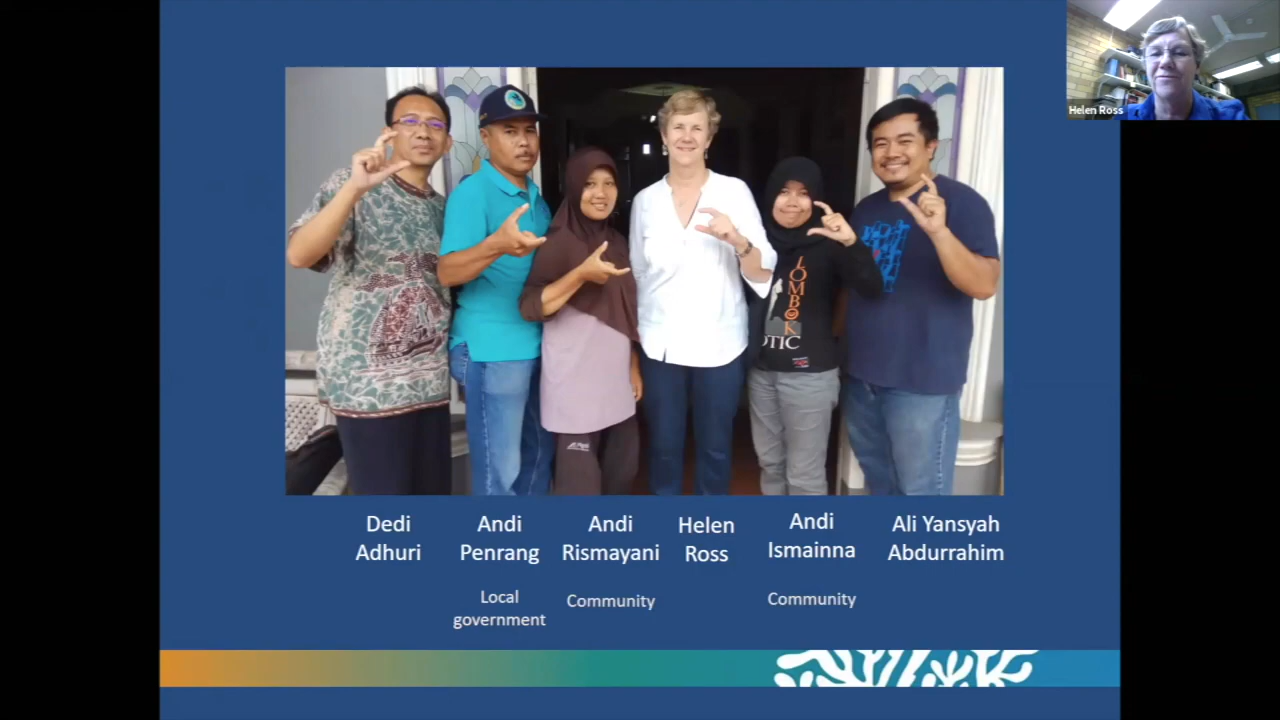 Helen Ross
LOMBOK
OTIC
Dedi
Adhuri
Andi
Penrang
Local
government
Andi
Rismayani
Community
Helen
Ross
Andi
Ismainna
Community
Ali Yansyah
Abdurrahim